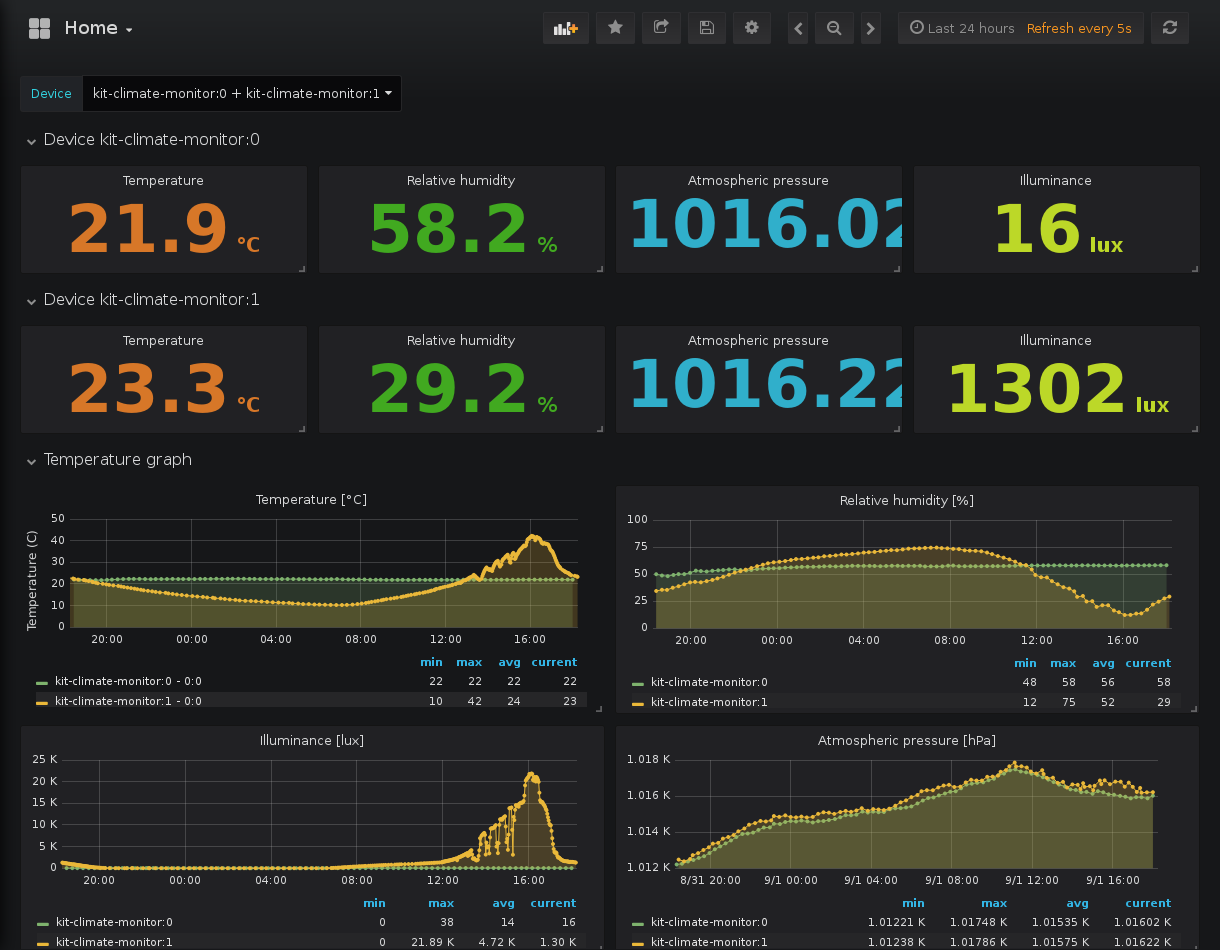 Home
Last 24 hours Refresh every 5s
Device kit-climate-monitor:0 + kit-climate-monitor:1
Device kit-climate-monitor:0
Temperature Relative humidity Atmospheric pressure Illuminance
21.9 °C 58.2 % 1016.02 16 lux
Device kit-climate-monitor:1
Temperature Relative humidity Atmospheric pressure Illuminance
23.3 °C 29.2 % 1016.22 1302 lux
Temperature graph
Temperature [°C]
Temperature (C)
50
40
30
20
10
0
20:00 00:00 04:00 08:00 12:00 16:00
min max avg current
kit-climate-monitor:0 - 0:0 22 22 22 22
kit-climate-monitor:1 - 0:0 10 42 24 23
Relative humidity [%]
100
75
50
25
0
20:00 00:00 04:00 08:00 12:00 16:00
min max avg current
kit-climate-monitor:0 48 58 56 58
kit-climate-monitor:1 12 75 52 29
Illuminance [lux]
25 K
20 K
15 K
10 K
5 K
0
20:00 00:00 04:00 08:00 12:00 16:00
min max avg current
kit-climate-monitor:0 0 38 14 16
kit-climate-monitor:1 0 21.89 K 4.72 K 1.30 K
Atmospheric pressure [hPa]
1.018 K
1.016 K
1.014 K
1.012 K
8/31 20:00 9/1 00:00 9/1 04:00 9/1 08:00 9/1 12:00 9/1 16:00
min max avg current
kit-climate-monitor:0 1.01221 K 1.01748 K 1.01535 K 1.01602 K
kit-climate-monitor:1 1.01238 K 1.01786 K 1.01575 K 1.01622 K